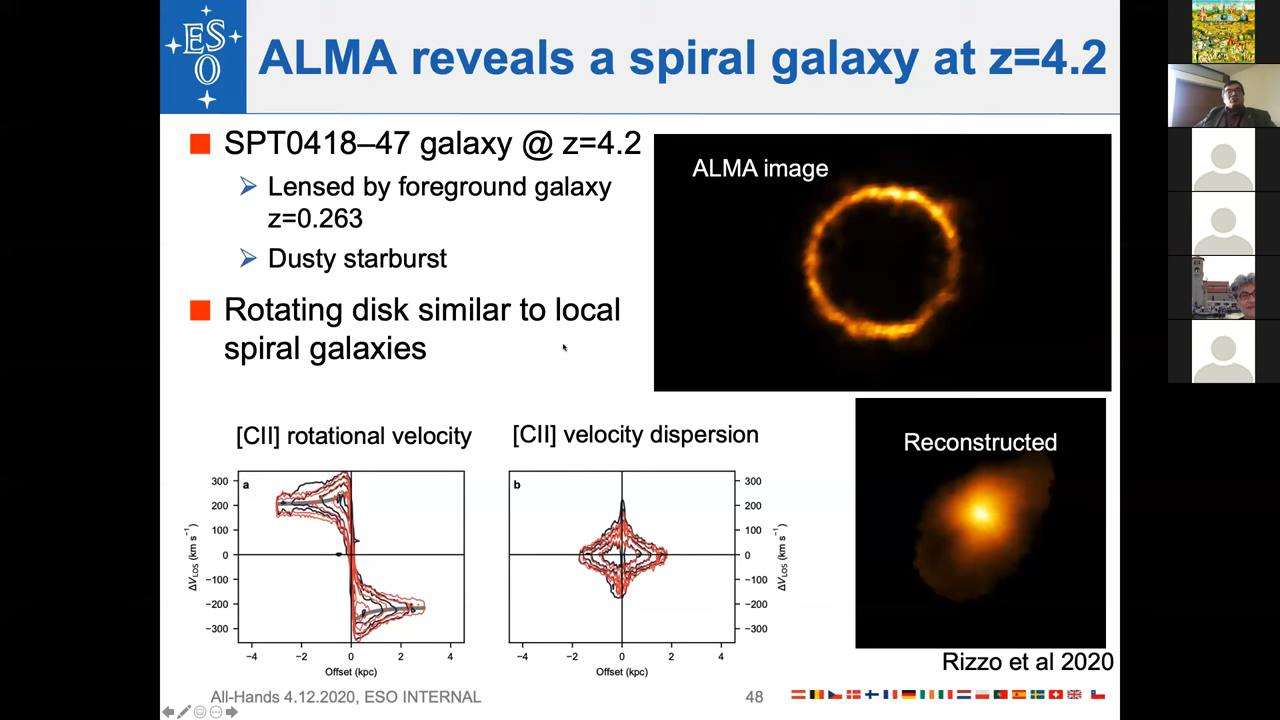 ES
O
ALMA reveals a spiral galaxy at z=4.2
SPT0418–47 galaxy @ z=4.2
Lensed by foreground galaxy
z=0.263
Dusty starburst
Rotating disk similar to local
spiral galaxies
ALMA image
[CII] rotational velocity
[CII] velocity dispersion
Reconstructed
a
300
200
100
0
−100
−200
−300
ΔVLOS (km s⁻¹)
−4 −2 0 2 4
Offset (kpc)
b
300
200
100
0
−100
−200
−300
ΔVLOS (km s⁻¹)
−4 −2 0 2 4
Offset (kpc)
Rizzo et al 2020
All-Hands 4.12.2020, ESO INTERNAL
48